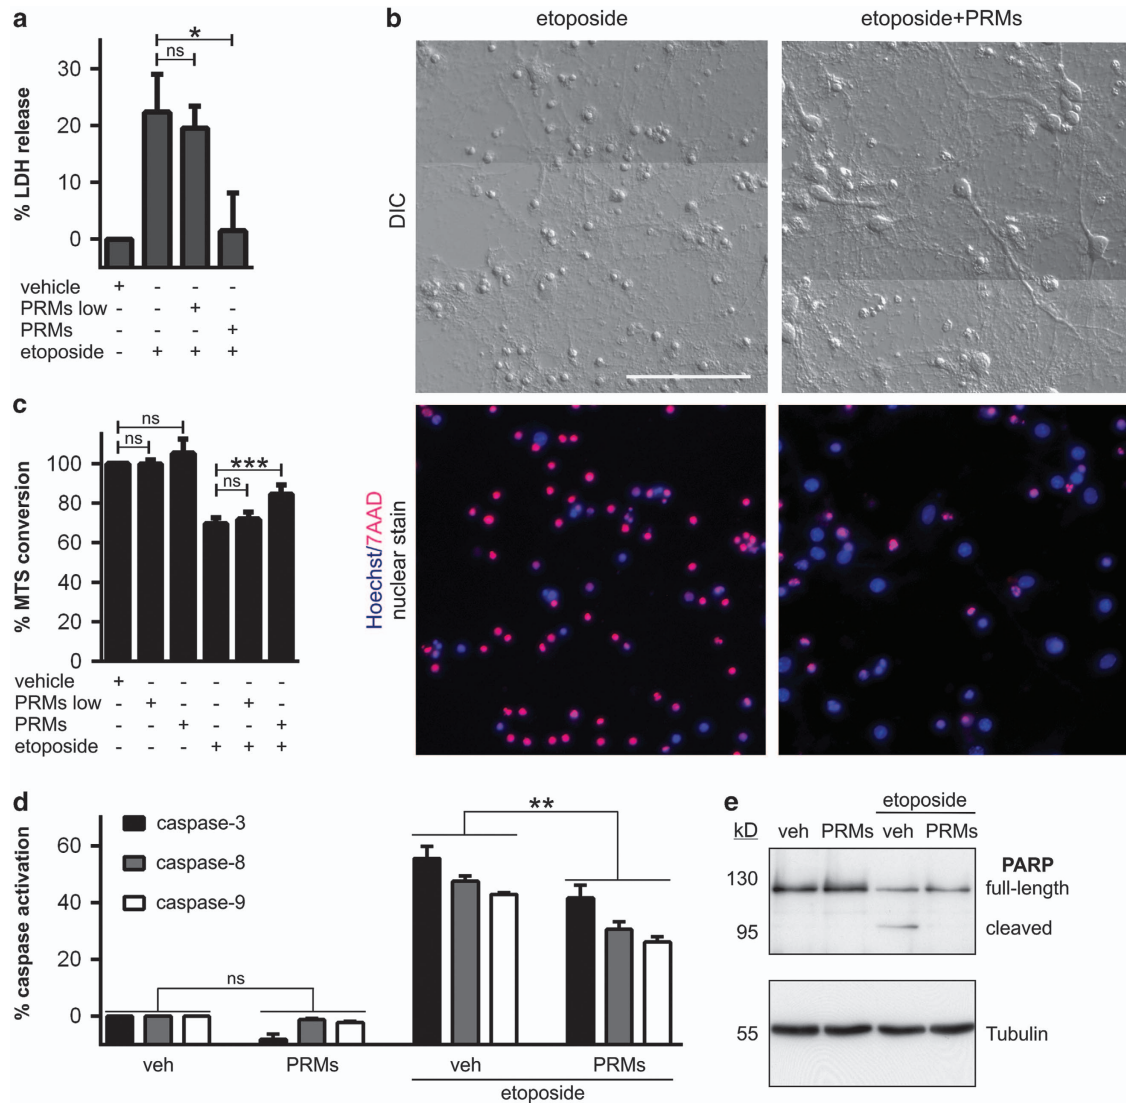 a
% LDH release
30
20
10
0
*
ns
vehicle + - - -
PRMs low - - + -
PRMs - - - +
etoposide - + + +
b
etoposide
etoposide+PRMs
DIC
Hoechst/7AAD
nuclear stain
c
% MTS conversion
100
80
60
40
20
0
ns
ns
***
ns
vehicle + - - - - -
PRMs low - + - - + -
PRMs - - + - - +
etoposide - - - + + +
d
% caspase activation
60
40
20
0
caspase-3
caspase-8
caspase-9
ns
**
veh PRMs veh PRMs
etoposide
e
etoposide
kD veh PRMs veh PRMs
PARP
130 full-length
95 cleaved
55 Tubulin